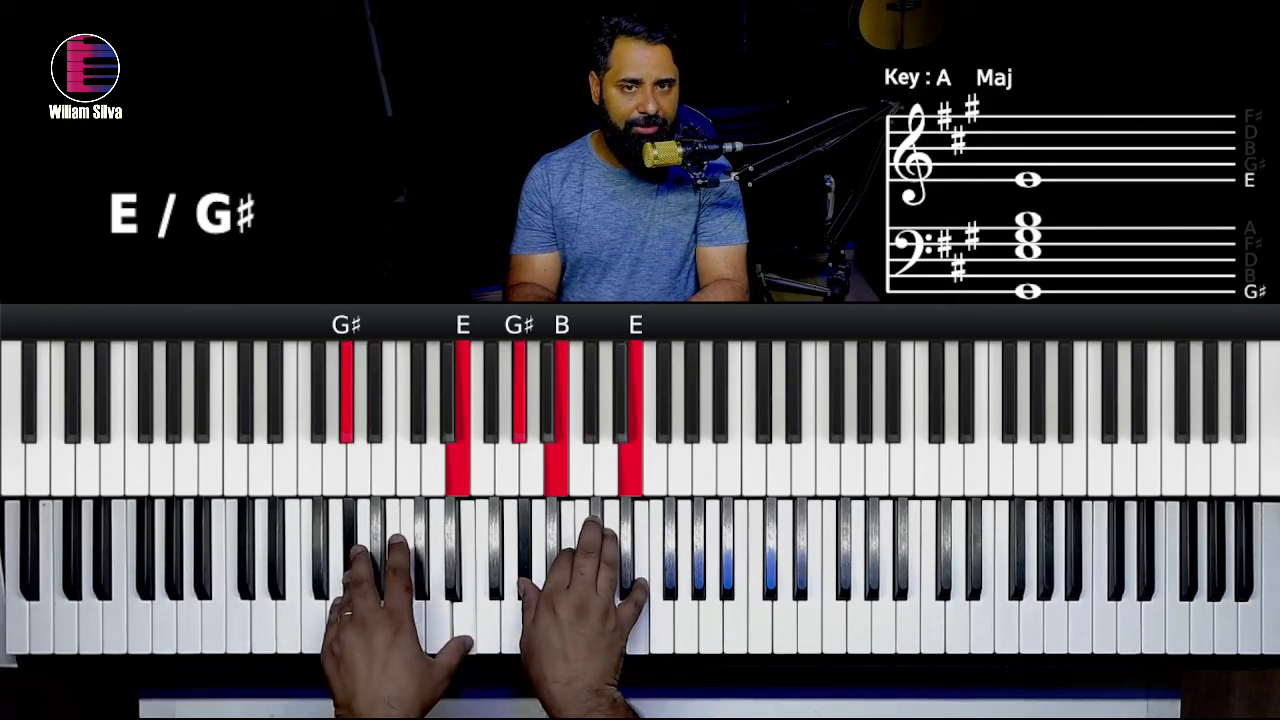 Wiliam Silva
E / G♯
Key : A Maj
F♯
D
B
G♯
E
A
F♯
D
B
G♯
G♯ E G♯ B E